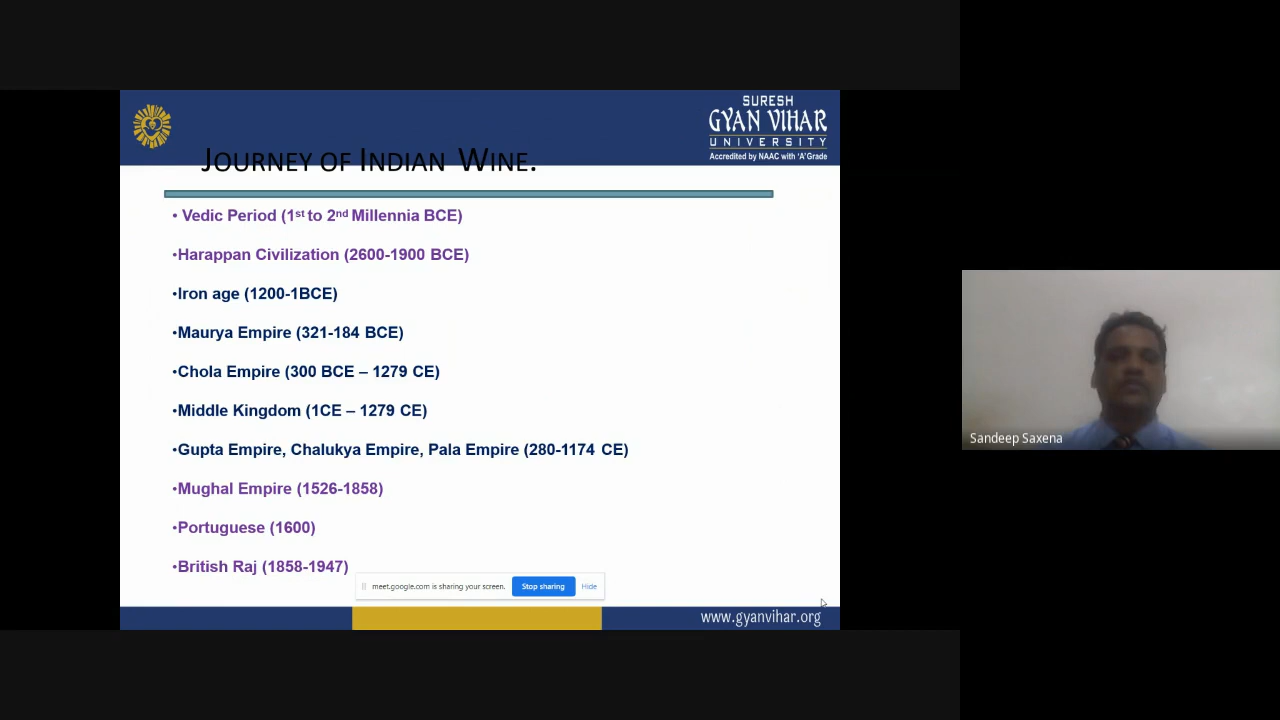 SURESH
GYAN VIHAR
UNIVERSITY
Accredited by NAAC with 'A' Grade
JOURNEY OF INDIAN WINE.
• Vedic Period (1st to 2nd Millennia BCE)
•Harappan Civilization (2600-1900 BCE)
•Iron age (1200-1BCE)
•Maurya Empire (321-184 BCE)
•Chola Empire (300 BCE – 1279 CE)
•Middle Kingdom (1CE – 1279 CE)
•Gupta Empire, Chalukya Empire, Pala Empire (280-1174 CE)
•Mughal Empire (1526-1858)
•Portuguese (1600)
•British Raj (1858-1947)
meet.google.com is sharing your screen. Stop sharing Hide
www.gyanvihar.org
Sandeep Saxena